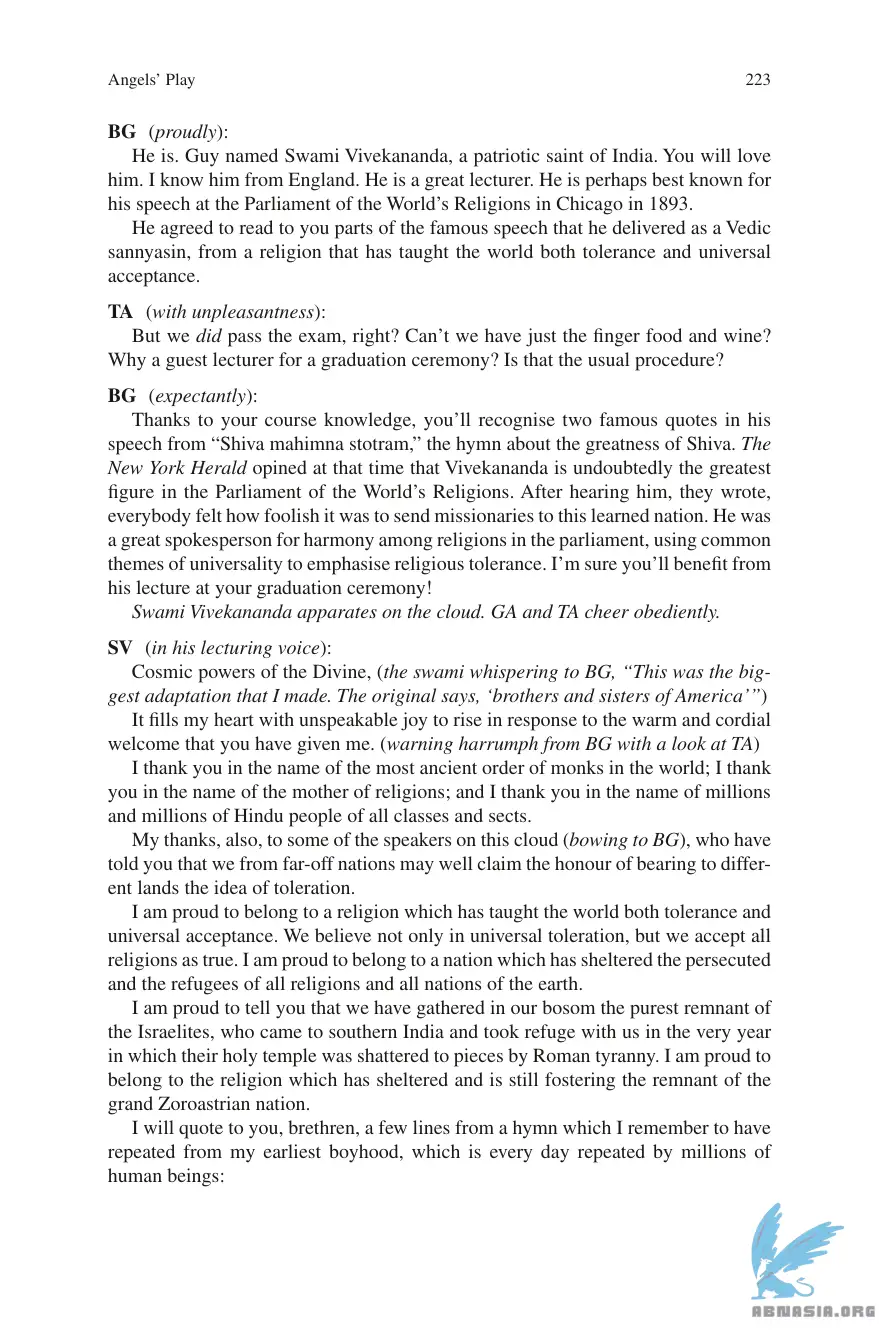 Angels’ Play 223
BG (proudly):
He is. Guy named Swami Vivekananda, a patriotic saint of India. You will love
him. I know him from England. He is a great lecturer. He is perhaps best known for
his speech at the Parliament of the World’s Religions in Chicago in 1893.
He agreed to read to you parts of the famous speech that he delivered as a Vedic
sannyasin, from a religion that has taught the world both tolerance and universal
acceptance.
TA (with unpleasantness):
But we did pass the exam, right? Can’t we have just the finger food and wine?
Why a guest lecturer for a graduation ceremony? Is that the usual procedure?
BG (expectantly):
Thanks to your course knowledge, you’ll recognise two famous quotes in his
speech from “Shiva mahimna stotram,” the hymn about the greatness of Shiva. The
New York Herald opined at that time that Vivekananda is undoubtedly the greatest
figure in the Parliament of the World’s Religions. After hearing him, they wrote,
everybody felt how foolish it was to send missionaries to this learned nation. He was
a great spokesperson for harmony among religions in the parliament, using common
themes of universality to emphasise religious tolerance. I’m sure you’ll benefit from
his lecture at your graduation ceremony!
Swami Vivekananda apparates on the cloud. GA and TA cheer obediently.
SV (in his lecturing voice):
Cosmic powers of the Divine, (the swami whispering to BG, “This was the big-
gest adaptation that I made. The original says, ‘brothers and sisters of America’”)
It fills my heart with unspeakable joy to rise in response to the warm and cordial
welcome that you have given me. (warning harrumph from BG with a look at TA)
I thank you in the name of the most ancient order of monks in the world; I thank
you in the name of the mother of religions; and I thank you in the name of millions
and millions of Hindu people of all classes and sects.
My thanks, also, to some of the speakers on this cloud (bowing to BG), who have
told you that we from far-off nations may well claim the honour of bearing to differ-
ent lands the idea of toleration.
I am proud to belong to a religion which has taught the world both tolerance and
universal acceptance. We believe not only in universal toleration, but we accept all
religions as true. I am proud to belong to a nation which has sheltered the persecuted
and the refugees of all religions and all nations of the earth.
I am proud to tell you that we have gathered in our bosom the purest remnant of
the Israelites, who came to southern India and took refuge with us in the very year
in which their holy temple was shattered to pieces by Roman tyranny. I am proud to
belong to the religion which has sheltered and is still fostering the remnant of the
grand Zoroastrian nation.
I will quote to you, brethren, a few lines from a hymn which I remember to have
repeated from my earliest boyhood, which is every day repeated by millions of
human beings:
ABNASIA.ORG